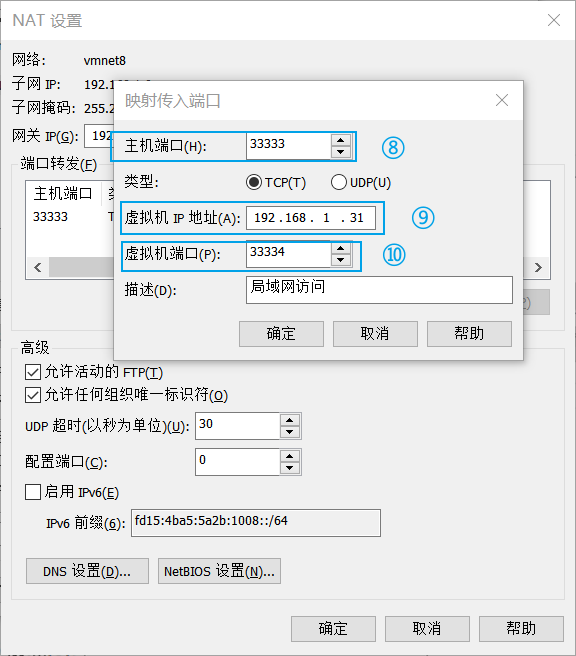 NAT 设置
网络: vmnet8
子网 IP: 192.
子网掩码: 255.2
网关 IP(G): 192
端口转发(F)
主机端口
33333 T
映射传入端口
主机端口(H): 33333 ⑧
类型: TCP(T) UDP(U)
虚拟机 IP 地址(A): 192.168. 1 .31 ⑨
虚拟机端口(P): 33334 ⑩
描述(D): 局域网访问
确定 取消 帮助
高级
允许活动的 FTP(T)
允许任何组织唯一标识符(O)
UDP 超时(以秒为单位)(U): 30
配置端口(C): 0
启用 IPv6(E)
IPv6 前缀(6): fd15:4ba5:5a2b:1008::/64
DNS 设置(D)... NetBIOS 设置(N)...
确定 取消 帮助